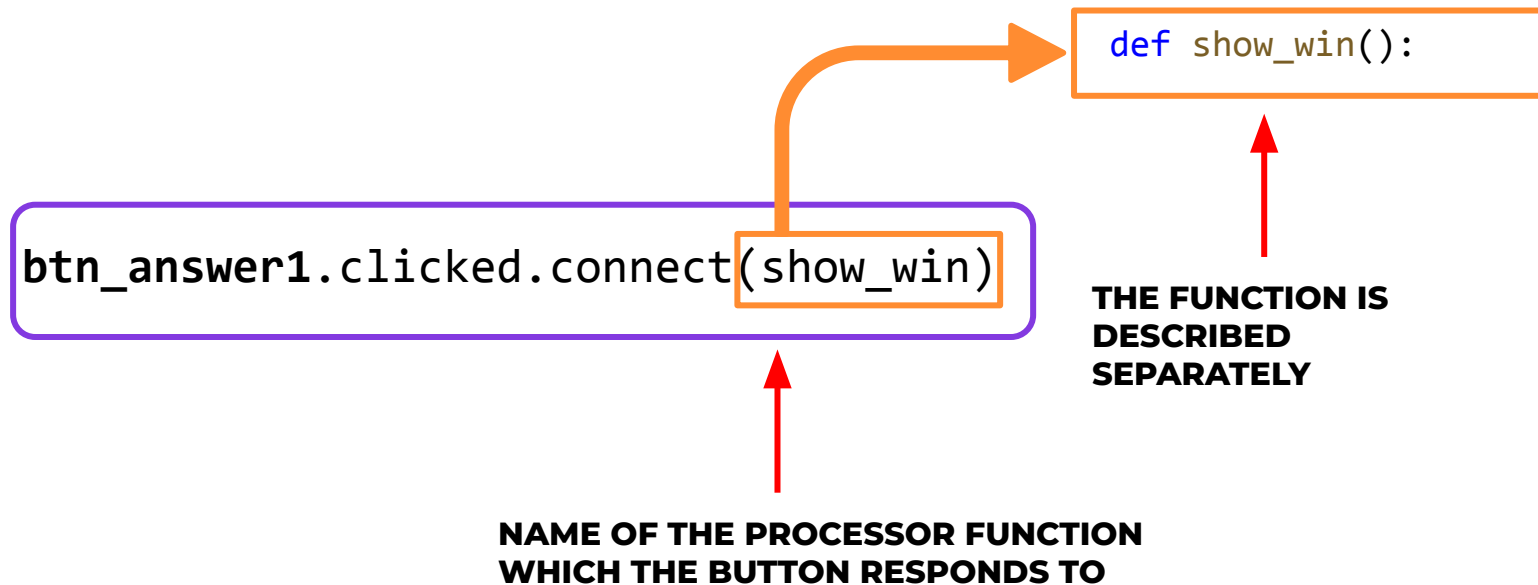 def show_win():
btn_answer1.clicked.connect(show_win)
THE FUNCTION IS
DESCRIBED
SEPARATELY
NAME OF THE PROCESSOR FUNCTION
WHICH THE BUTTON RESPONDS TO